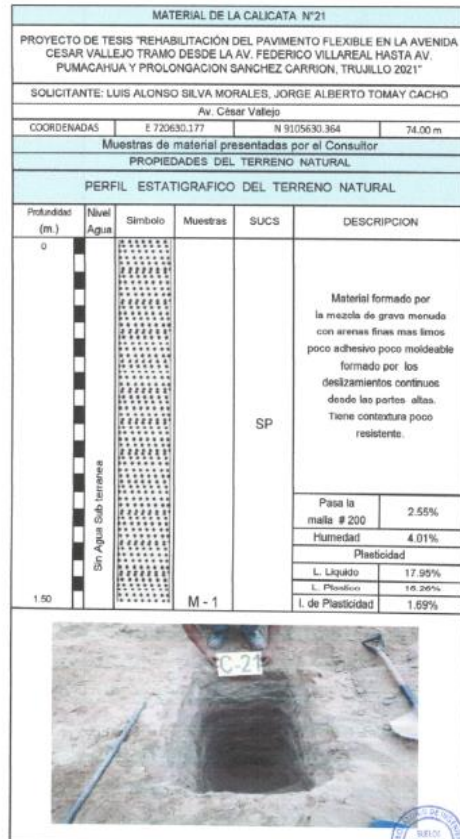 MATERIAL DE LA CALICATA N°21
PROYECTO DE TESIS "REHABILITACIÓN DEL PAVIMENTO FLEXIBLE EN LA AVENIDA
CESAR VALLEJO TRAMO DESDE LA AV. FEDERICO VILLAREAL HASTA AV.
PUMACAHUA Y PROLONGACION SANCHEZ CARRION, TRUJILLO 2021"
SOLICITANTE: LUIS ALONSO SILVA MORALES, JORGE ALBERTO TOMAY CACHO
Av. César Vallejo
COORDENADAS E 720630.177 N 9105630.364 74.00 m
Muestras de material presentadas por el Consultor
PROPIEDADES DEL TERRENO NATURAL
PERFIL ESTATIGRAFICO DEL TERRENO NATURAL
Profundidad (m.) Nivel Agua Simbolo Muestras SUCS DESCRIPCION
0
Material formado por
la mezcla de grava menuda
con arenas finas mas limos
poco adhesivo poco moldeable
formado por los
deslizamientos continuos
desde las partes altas.
Tiene contextura poco
resistente.
SP
Sin Agua Sub terranea
Pasa la
malla # 200 2.55%
Humedad 4.01%
Plasticidad
L. Liquido 17.95%
L. Plastico 16.26%
1.50 M - 1 I. de Plasticidad 1.69%
C-21
SUELOS